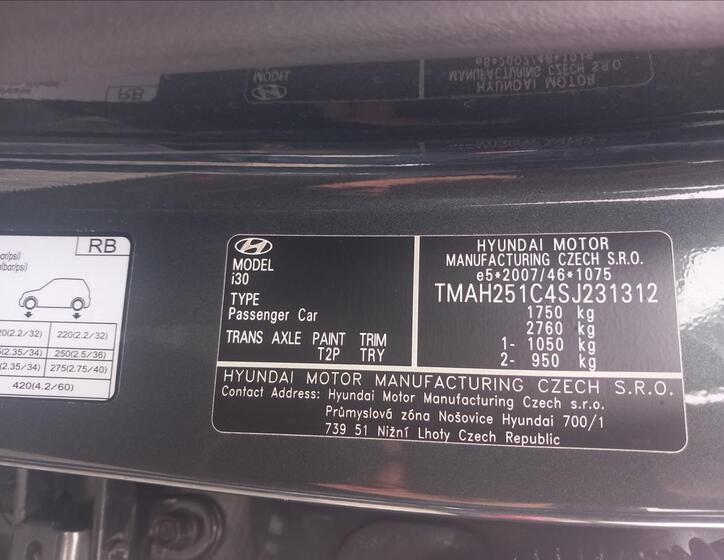 RB
220(2.2/32)
250(2.5/36)
275(2.75/40)
420(4.2/60)
MODEL
i30
TYPE
Passenger Car
TRANS AXLE PAINT TRIM
T2P TRY
HYUNDAI MOTOR
MANUFACTURING CZECH S.R.O.
e5*2007/46*1075
TMAH251C4SJ231312
1750 kg
2760 kg
1- 1050 kg
2- 950 kg
HYUNDAI MOTOR MANUFACTURING CZECH S.R.O.
Contact Address: Hyundai Motor Manufacturing Czech s.r.o.
Průmyslová zóna Nošovice Hyundai 700/1
739 51 Nižní Lhoty Czech Republic